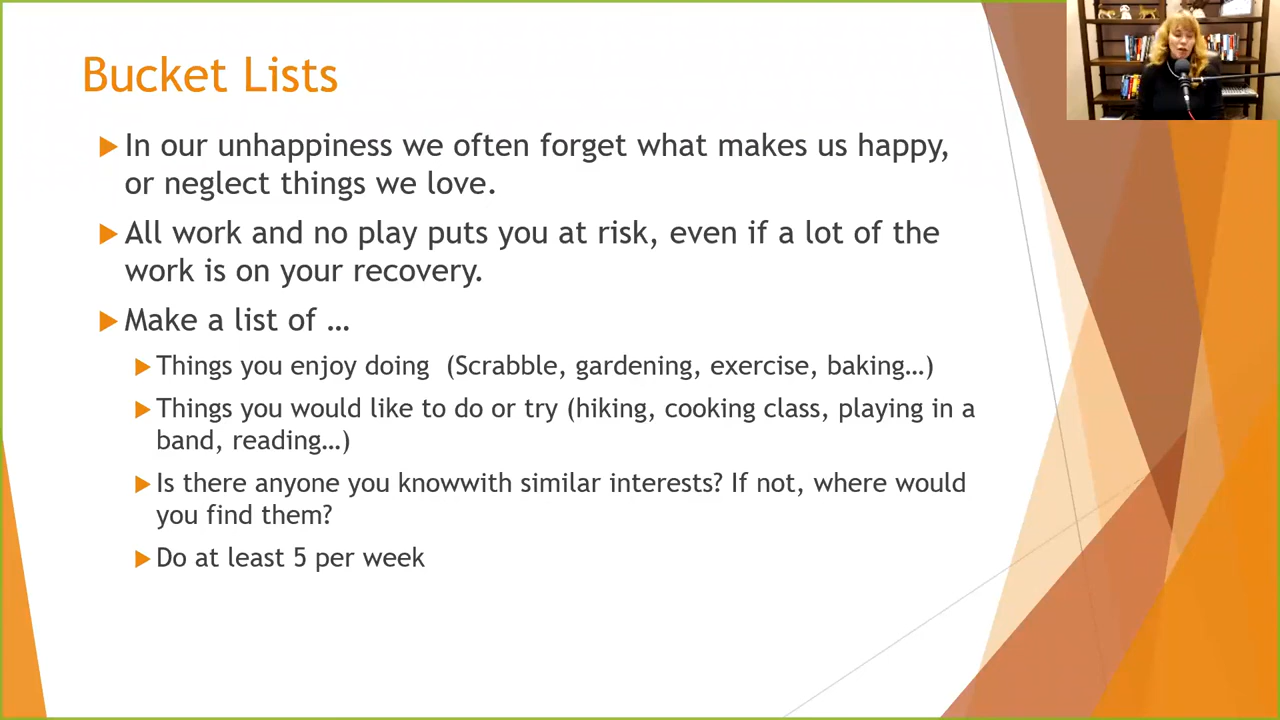 Bucket Lists
In our unhappiness we often forget what makes us happy,
or neglect things we love.
All work and no play puts you at risk, even if a lot of the
work is on your recovery.
Make a list of …
Things you enjoy doing (Scrabble, gardening, exercise, baking…)
Things you would like to do or try (hiking, cooking class, playing in a
band, reading…)
Is there anyone you knowwith similar interests? If not, where would
you find them?
Do at least 5 per week